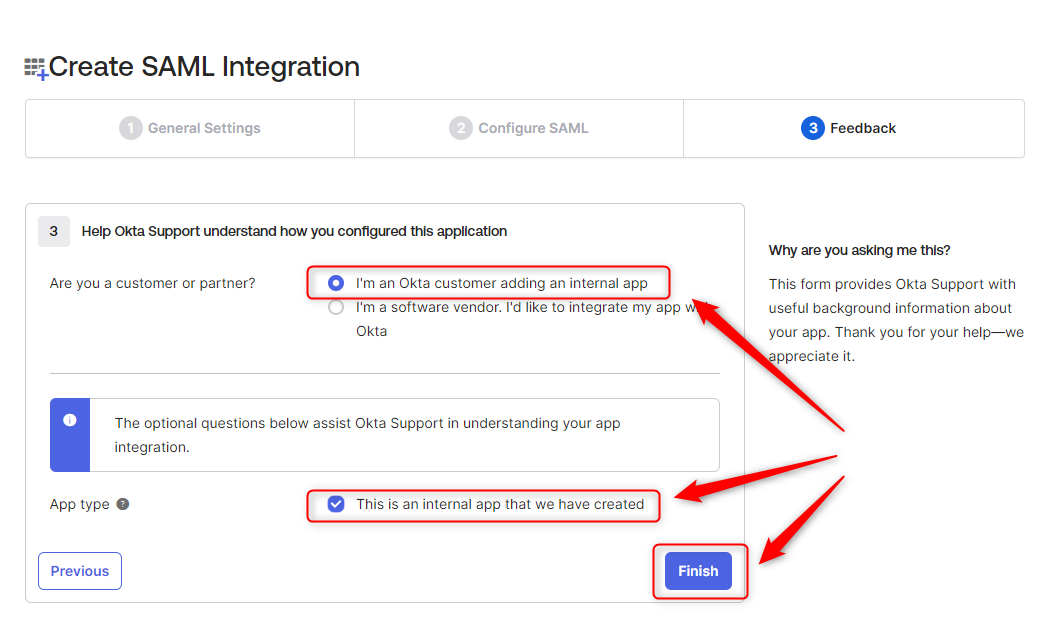 Create SAML Integration
1 General Settings
2 Configure SAML
3 Feedback
3 Help Okta Support understand how you configured this application
Are you a customer or partner?
I'm an Okta customer adding an internal app
I'm a software vendor. I'd like to integrate my app
Okta
The optional questions below assist Okta Support in understanding your app
integration.
App type ?
This is an internal app that we have created
Previous
Finish
Why are you asking me this?
This form provides Okta Support with
useful background information about
your app. Thank you for your help—we
appreciate it.